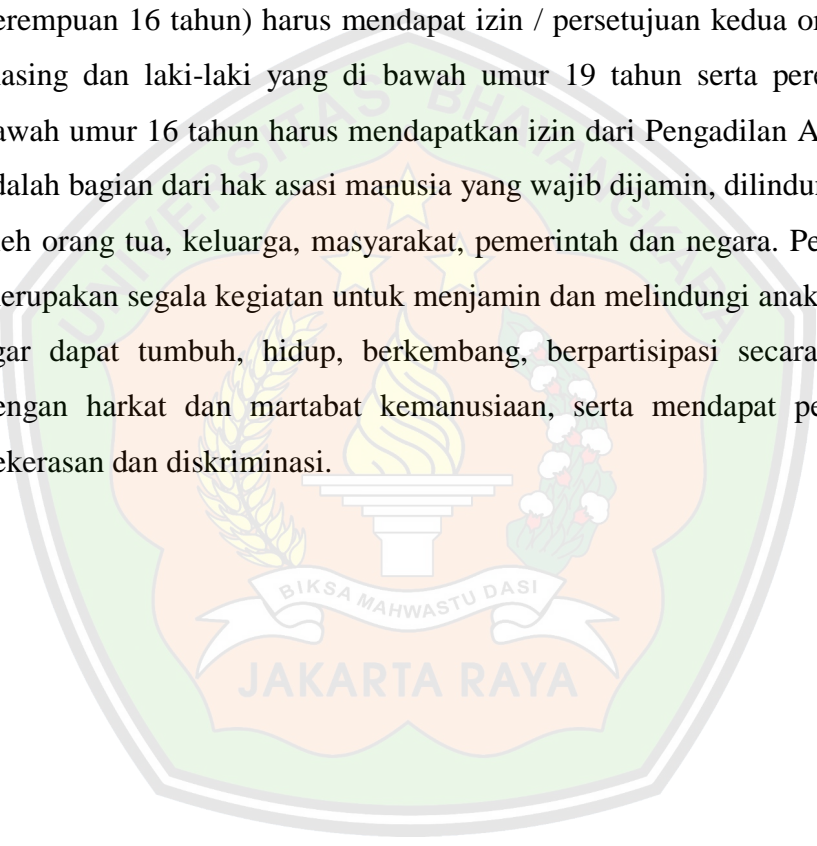 erempuan 16 tahun) harus mendapat izin / persetujuan kedua or
asing dan laki-laki yang di bawah umur 19 tahun serta pere
awah umur 16 tahun harus mendapatkan izin dari Pengadilan A
dalah bagian dari hak asasi manusia yang wajib dijamin, dilindu
leh orang tua, keluarga, masyarakat, pemerintah dan negara. Pe
erupakan segala kegiatan untuk menjamin dan melindungi anak
gar dapat tumbuh, hidup, berkembang, berpartisipasi secara
engan harkat dan martabat kemanusiaan, serta mendapat pe
ekerasan dan diskriminasi.
UNIVERSITAS BHAYANGKARA
BIKSA MAHWASTU DASI
JAKARTA RAYA